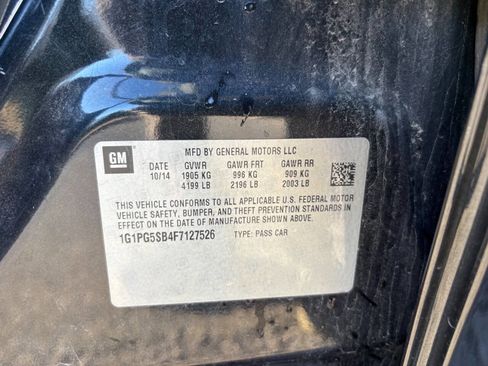 MFD BY GENERAL MOTORS LLC
GM
DATE GVWR GAWR FRT GAWR RR
10/14 1905 KG 996 KG 909 KG
4199 LB 2196 LB 2003 LB
THIS VEHICLE CONFORMS TO ALL APPLICABLE U.S. FEDERAL MOTOR
VEHICLE SAFETY, BUMPER, AND THEFT PREVENTION STANDARDS IN
EFFECT ON THE DATE OF MANUFACTURE SHOWN ABOVE.
1G1PG5SB4F7127526 TYPE: PASS CAR